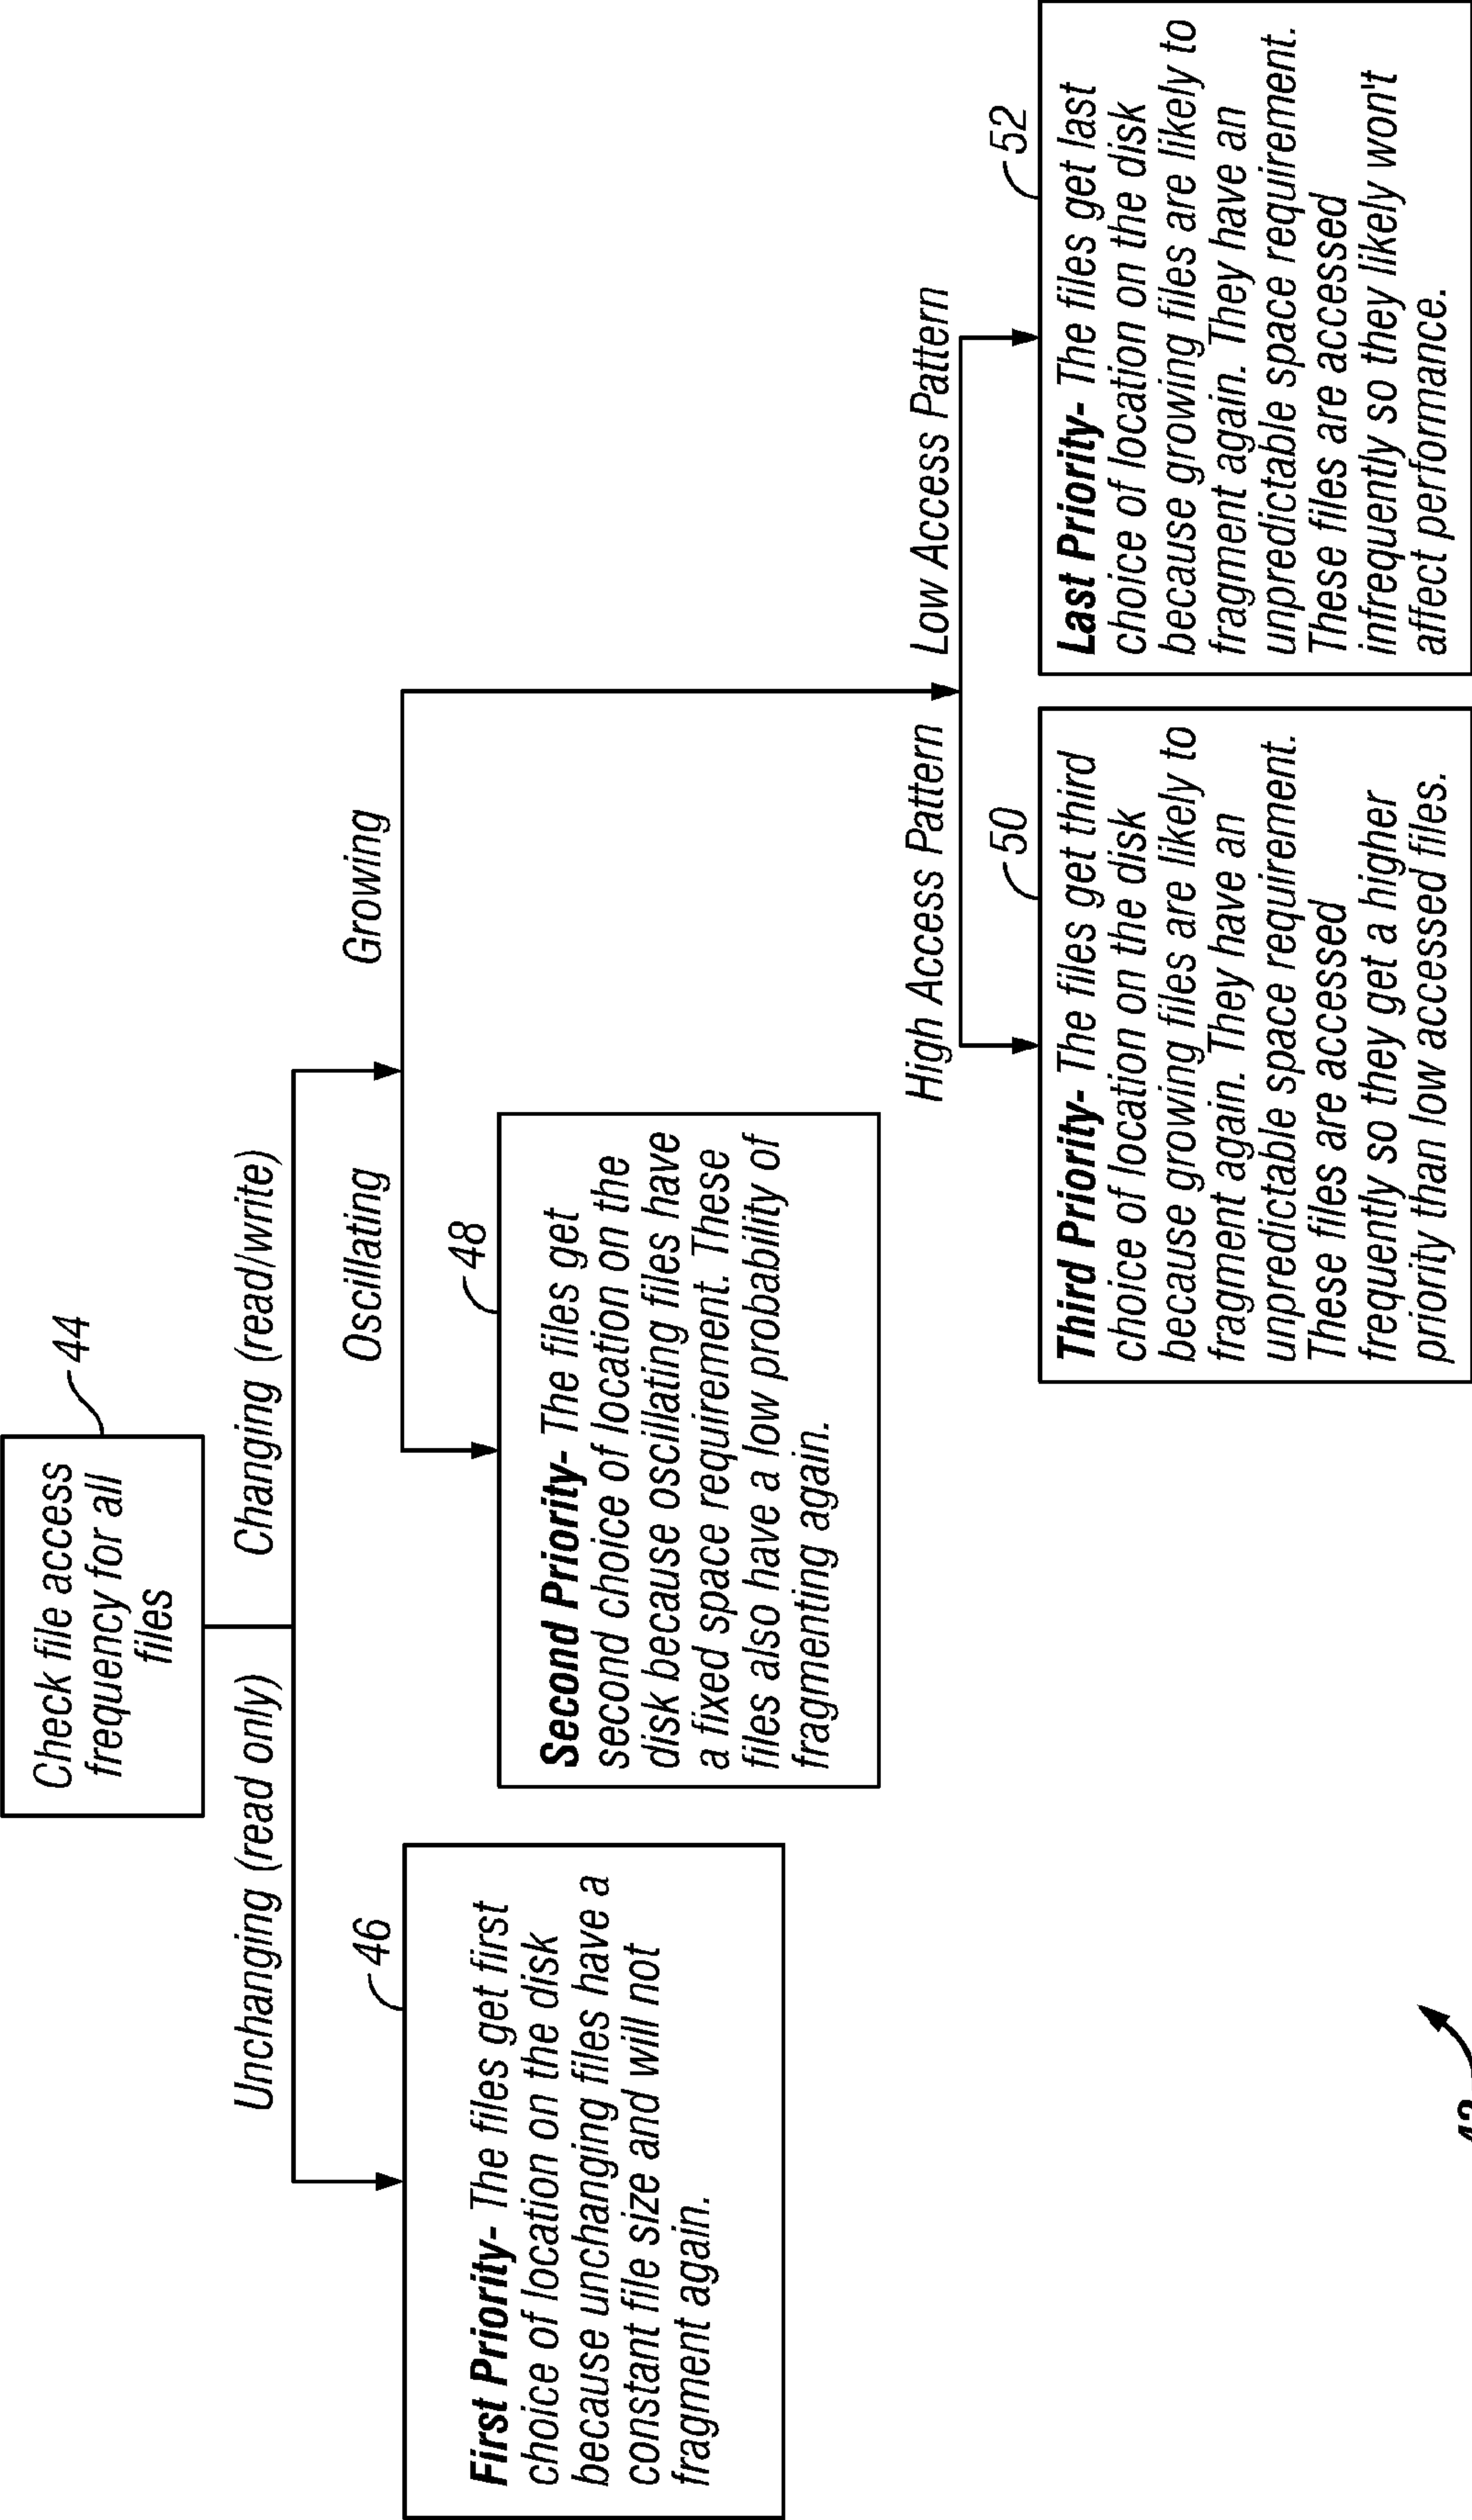 Check file access
frequency for all
files
44
Unchanging (read only)
Changing (read/write)
46
First Priority- The files get first
choice of location on the disk
because unchanging files have a
constant file size and will not
fragment again.
Oscillating
Growing
48
Second Priority- The files get
second choice of location on the
disk because oscillating files have
a fixed space requirement. These
files also have a low probability of
fragmenting again.
High Access Pattern
Low Access Pattern
50
Third Priority- The files get third
choice of location on the disk
because growing files are likely to
fragment again. They have an
unpredictable space requirement.
These files are accessed
frequently so they get a higher
priority than low accessed files.
52
Last Priority- The files get last
choice of location on the disk
because growing files are likely to
fragment again. They have an
unpredictable space requirement.
These files are accessed
infrequently so they likely won't
affect performance.